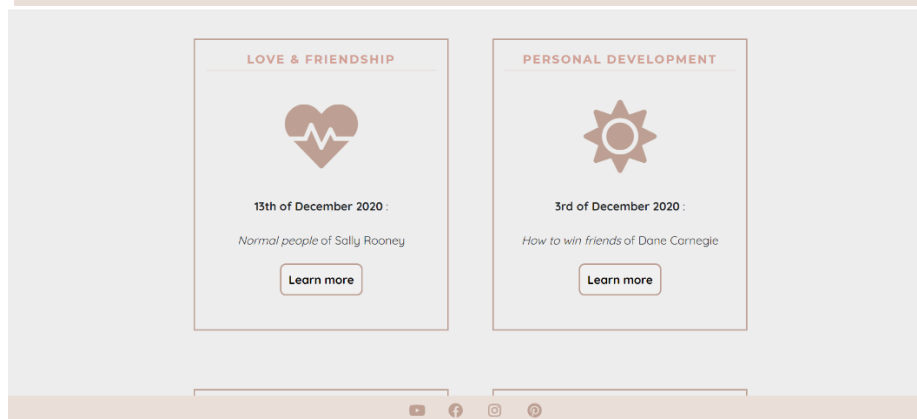 LOVE & FRIENDSHIP
13th of December 2020 :
Normal people of Sally Rooney
Learn more
PERSONAL DEVELOPMENT
3rd of December 2020 :
How to win friends of Dane Carnegie
Learn more